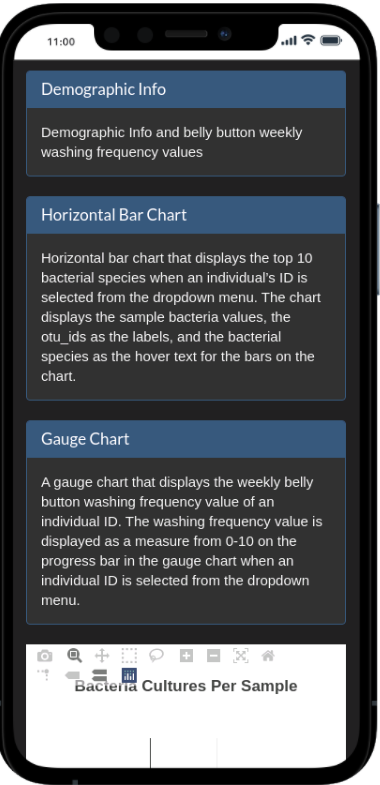 11:00
Demographic Info
Demographic Info and belly button weekly
washing frequency values
Horizontal Bar Chart
Horizontal bar chart that displays the top 10
bacterial species when an individual's ID is
selected from the dropdown menu. The chart
displays the sample bacteria values, the
otu_ids as the labels, and the bacterial
species as the hover text for the bars on the
chart.
Gauge Chart
A gauge chart that displays the weekly belly
button washing frequency value of an
individual ID. The washing frequency value is
displayed as a measure from 0-10 on the
progress bar in the gauge chart when an
individual ID is selected from the dropdown
menu.
Bacteria Cultures Per Sample